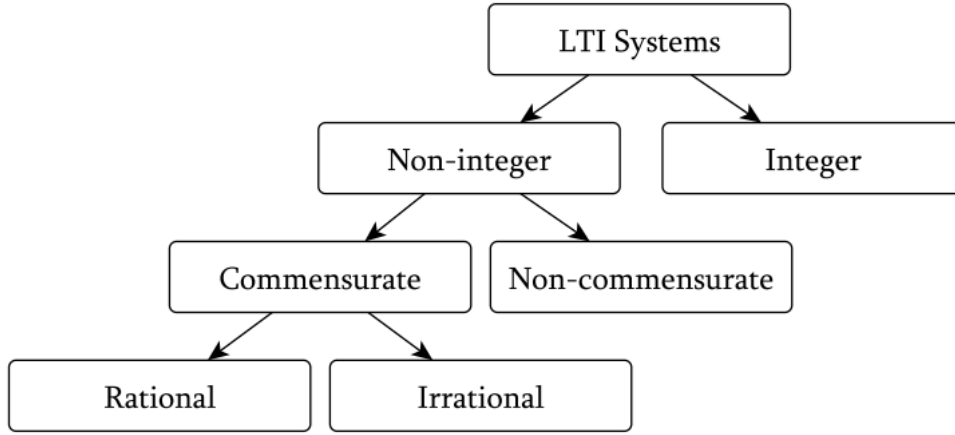 LTI Systems
Non-integer
Integer
Commensurate
Non-commensurate
Rational
Irrational